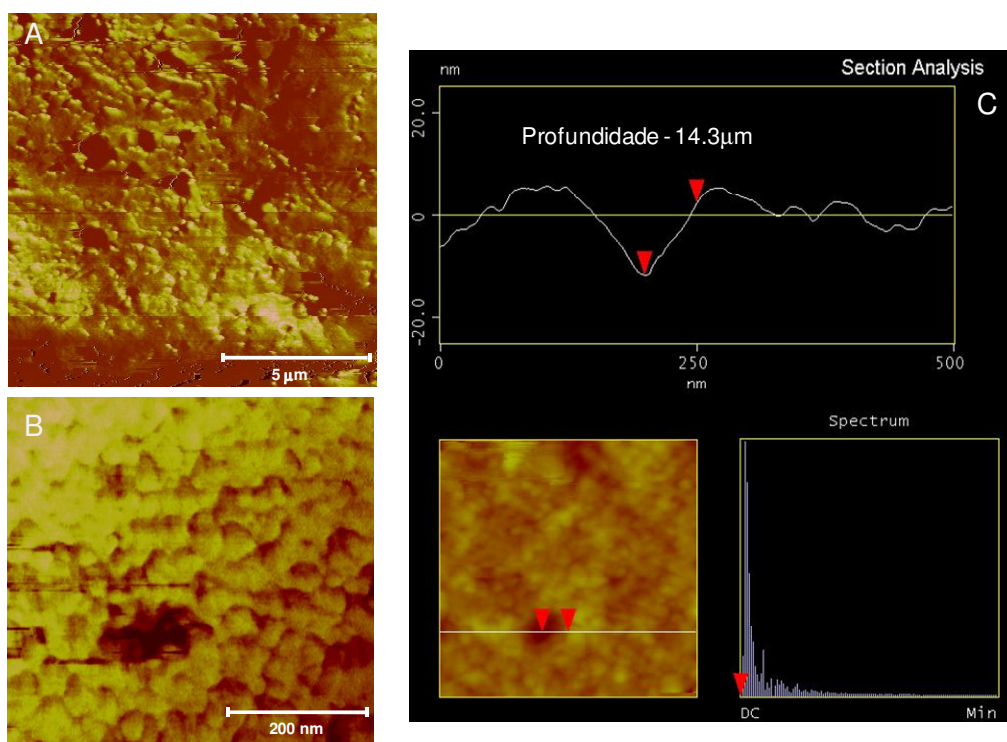 A
5 µm
B
200 nm
Section Analysis
C
nm
Profundidade - 14.3µm
20.0
0
-20.0
0
250
500
nm
Spectrum
DC
Min